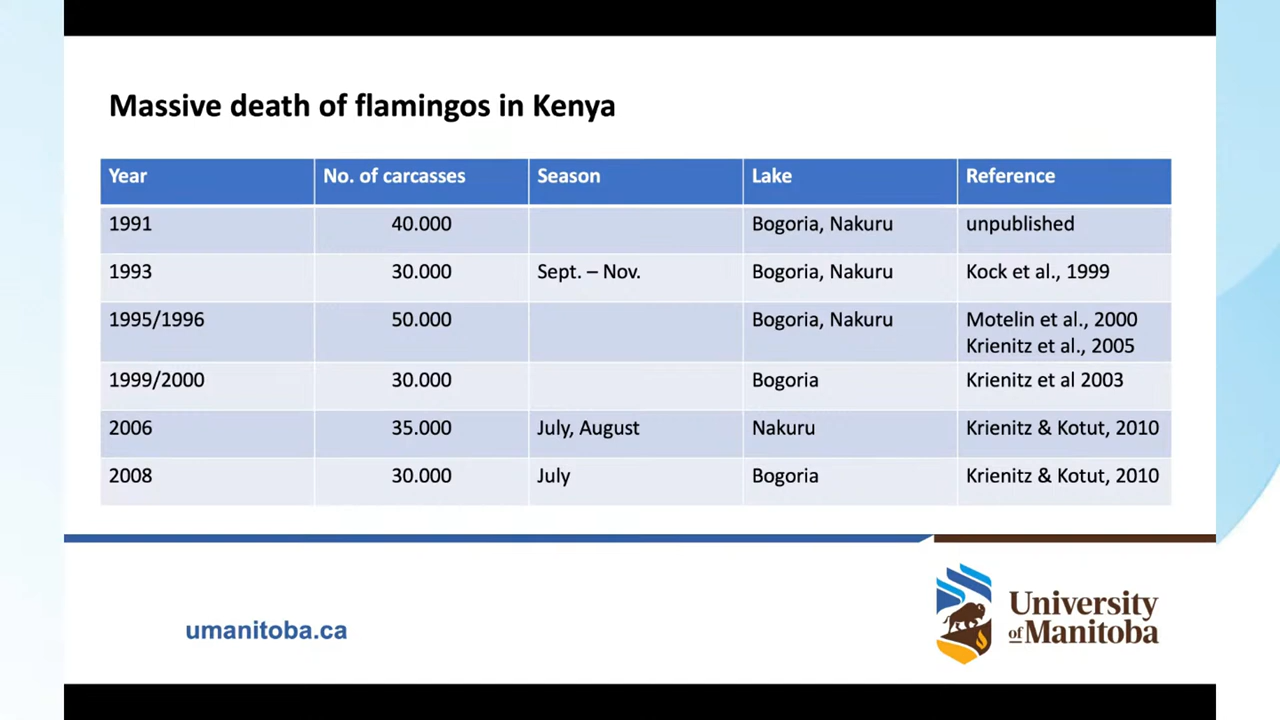 Massive death of flamingos in Kenya
Year No. of carcasses Season Lake Reference
1991 40.000 Bogoria, Nakuru unpublished
1993 30.000 Sept. – Nov. Bogoria, Nakuru Kock et al., 1999
1995/1996 50.000 Bogoria, Nakuru Motelin et al., 2000
Krienitz et al., 2005
1999/2000 30.000 Bogoria Krienitz et al 2003
2006 35.000 July, August Nakuru Krienitz & Kotut, 2010
2008 30.000 July Bogoria Krienitz & Kotut, 2010
umanitoba.ca
University
of Manitoba